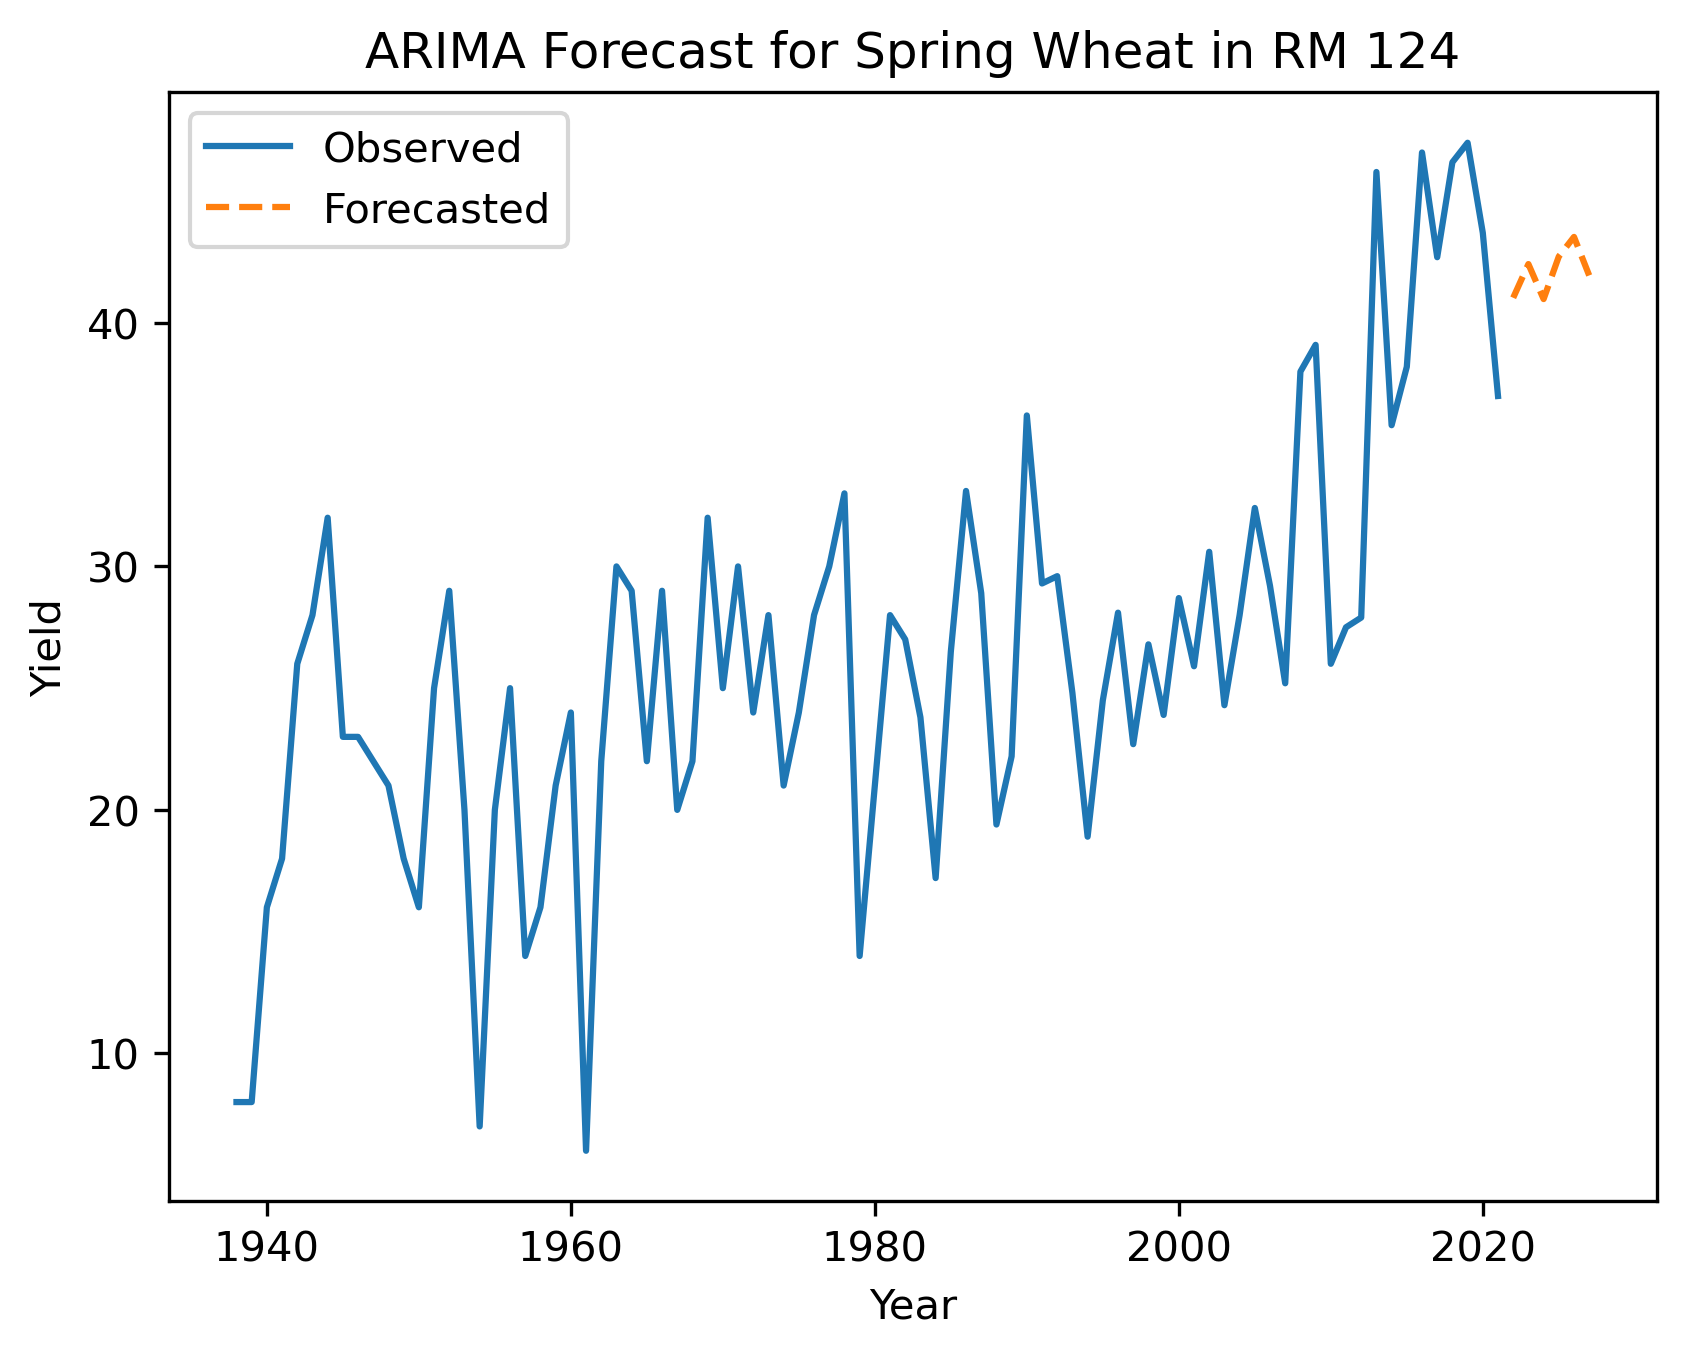 ARIMA Forecast for Spring Wheat in RM 124
Observed
Forecasted
40
30
20
10
Yield
1940 1960 1980 2000 2020
Year